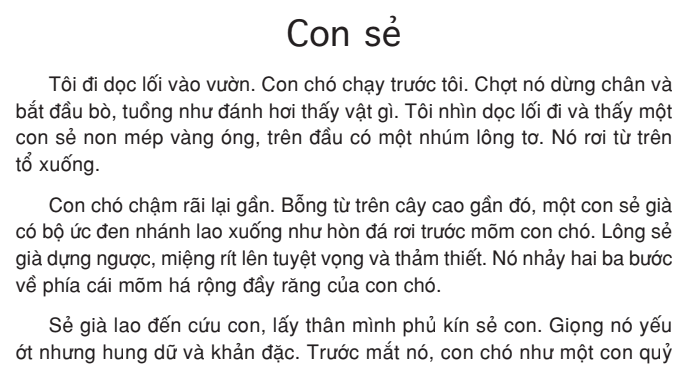 Con sẻ
Tôi đi dọc lối vào vườn. Con chó chạy trước tôi. Chợt nó dừng chân và
bắt đầu bò, tuồng như đánh hơi thấy vật gì. Tôi nhìn dọc lối đi và thấy một
con sẻ non mép vàng óng, trên đầu có một nhúm lông tơ. Nó rơi từ trên
tổ xuống.
Con chó chậm rãi lại gần. Bỗng từ trên cây cao gần đó, một con sẻ già
có bộ ức đen nhánh lao xuống như hòn đá rơi trước mõm con chó. Lông sẻ
già dựng ngược, miệng rít lên tuyệt vọng và thảm thiết. Nó nhảy hai ba bước
về phía cái mõm há rộng đầy răng của con chó.
Sẻ già lao đến cứu con, lấy thân mình phủ kín sẻ con. Giọng nó yếu
ớt nhưng hung dữ và khản đặc. Trước mắt nó, con chó như một con quỷ